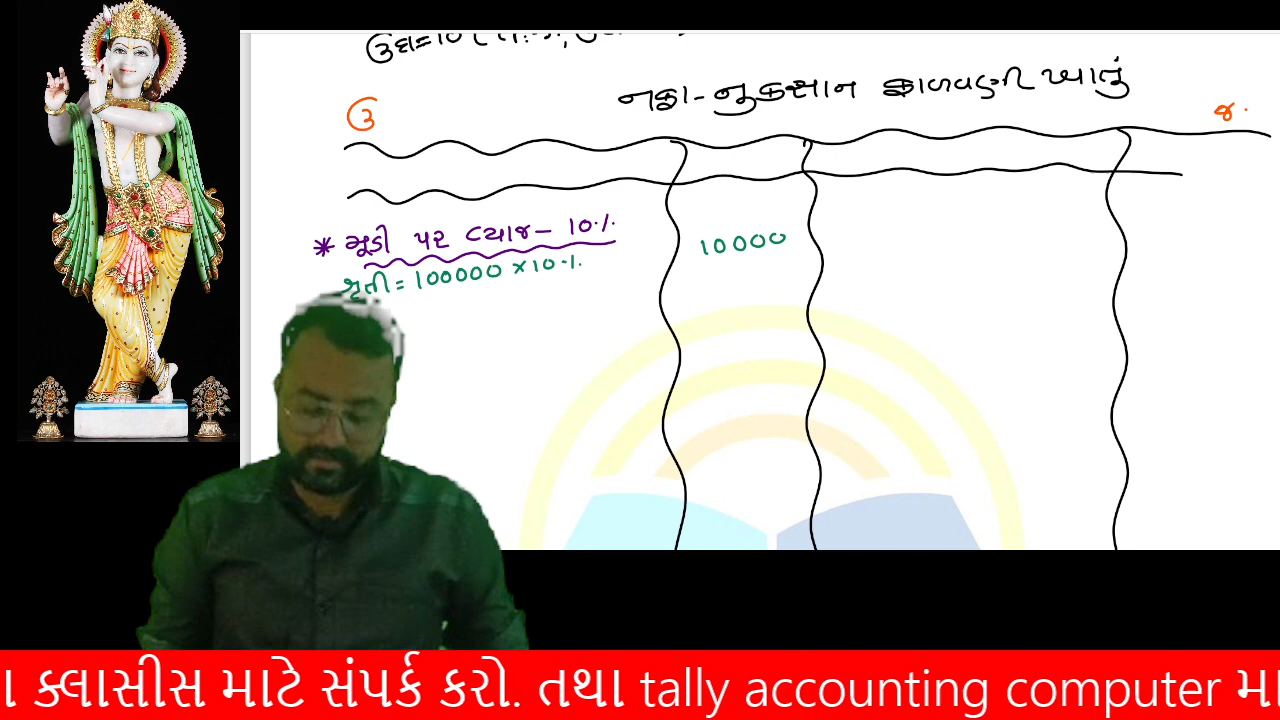 નફા-નુકસાન ફાળવણી ખાતું
ઉ
જ.
* મૂડી પર વ્યાજ- 10%
શ્રુતી = 100000 × 10%
10000
ક્લાસીસ માટે સંપર્ક કરો. તથા tally accounting computer